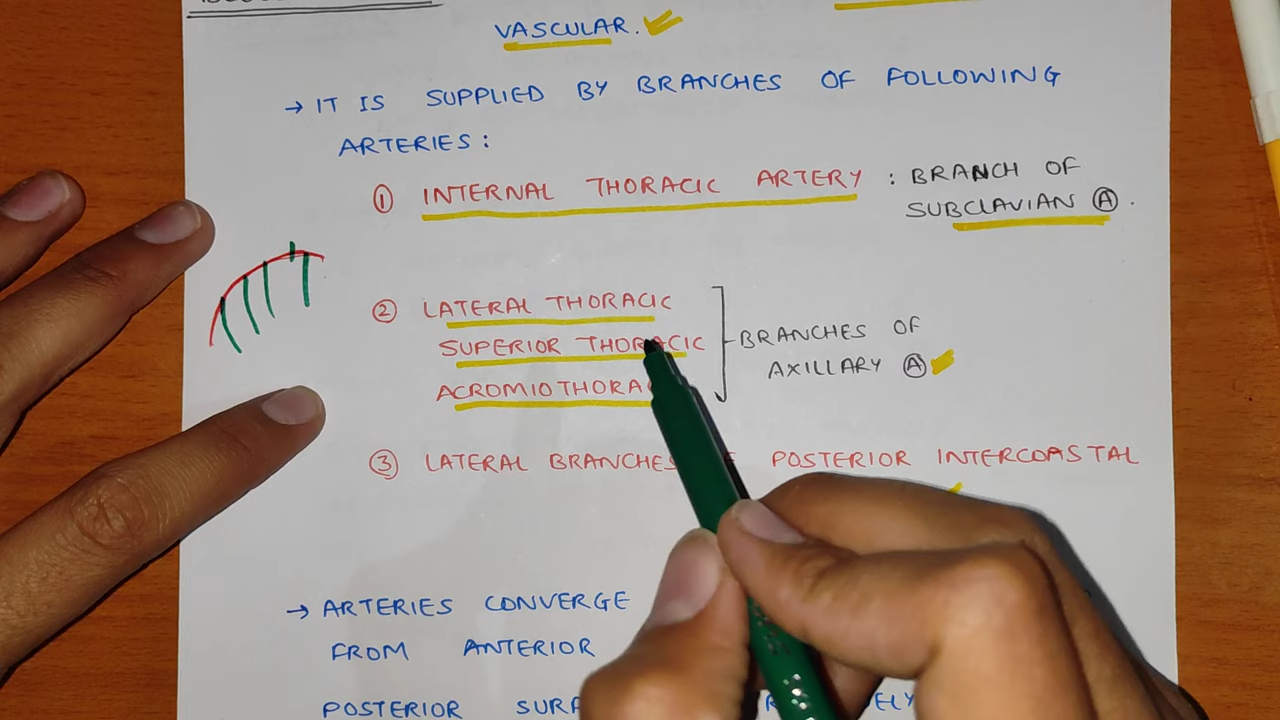 VASCULAR.
→ IT IS SUPPLIED BY BRANCHES OF FOLLOWING
ARTERIES:
① INTERNAL THORACIC ARTERY : BRANCH OF
SUBCLAVIAN Ⓐ.
② LATERAL THORACIC
SUPERIOR THORACIC
BRANCHES OF
AXILLARY Ⓐ
③ LATERAL BRANCHES POSTERIOR INTERCOASTAL
→ ARTERIES CONVERGE
FROM ANTERIOR
POSTERIOR